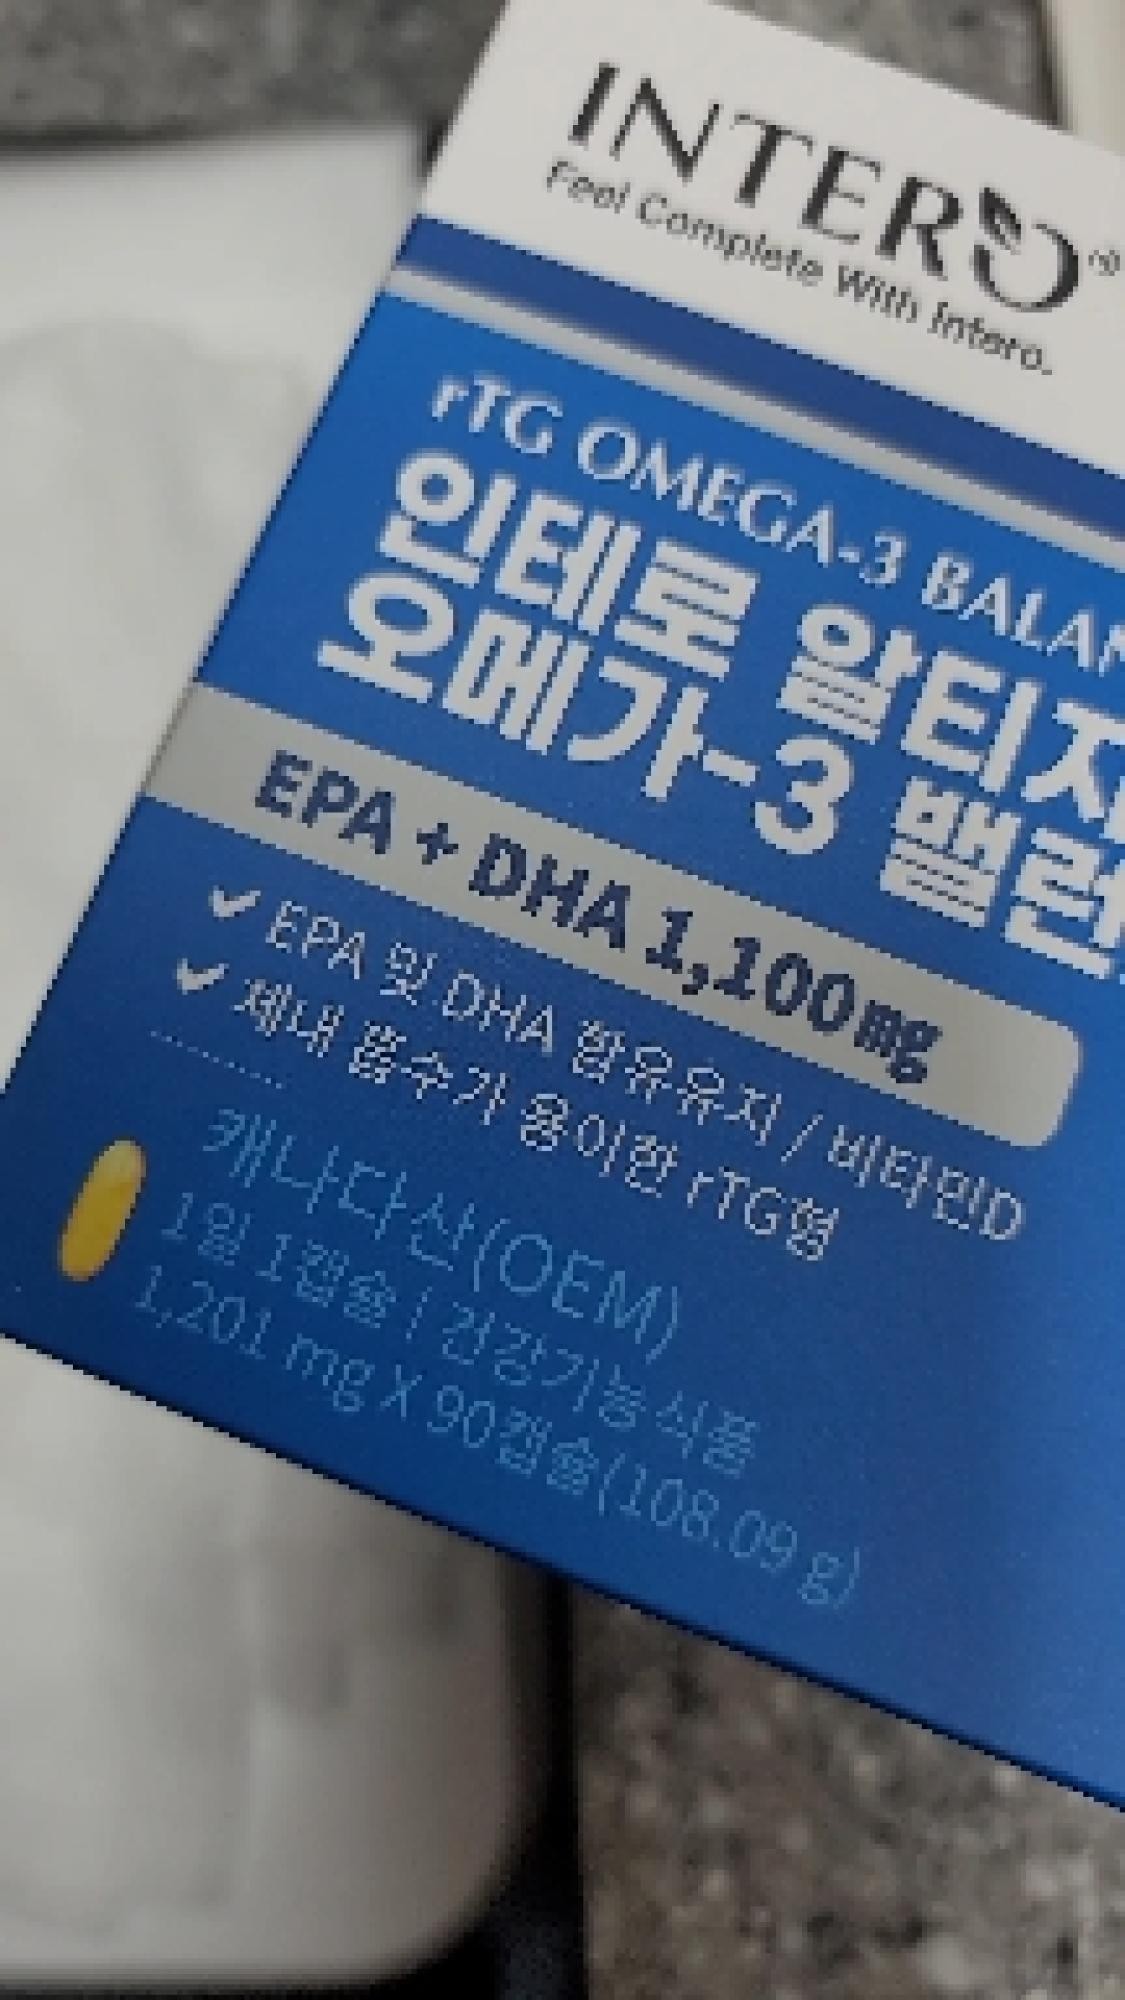 INTERO®
Feel Complete With Intero.
rTG OMEGA-3 BALAN
인테로 알티지
오메가-3 밸런
EPA + DHA 1,100mg
EPA 및 DHA 함유유지 / 비타민D
체내 흡수가 용이한 rTG형
캐나다산(OEM)
1일 1캡슐 | 건강기능식품
1,201 mg X 90캡슐(108.09 g)